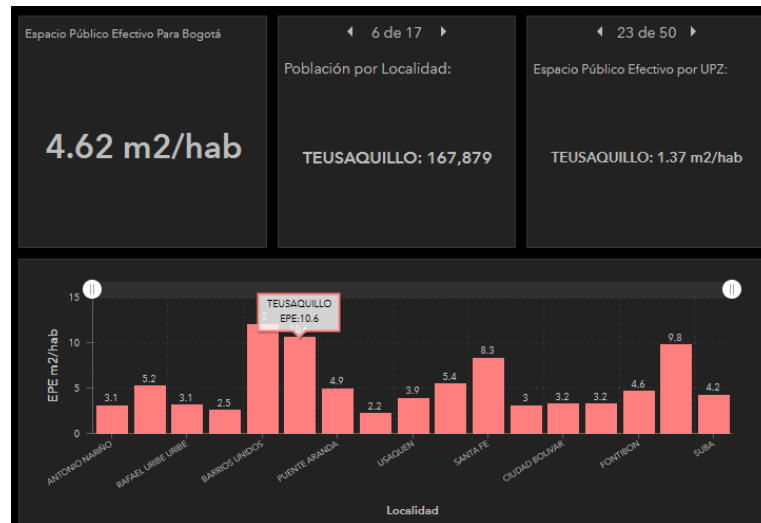 Espacio Público Efectivo Para Bogotá
4.62 m2/hab
6 de 17
Población por Localidad:
TEUSAQUILLO: 167,879
23 de 50
Espacio Público Efectivo por UPZ:
TEUSAQUILLO: 1.37 m2/hab
EPE m2/hab
15
10
5
0
TEUSAQUILLO
EPE:10.6
3.1
5.2
3.1
2.5
4.9
2.2
3.9
5.4
8.3
3
3.2
3.2
4.6
9.8
4.2
ANTONIO NARIÑO
RAFAEL URIBE URIBE
BARRIOS UNIDOS
PUENTE ARANDA
USAQUEN
SANTA FE
CIUDAD BOLIVAR
FONTIBON
SUBA
Localidad